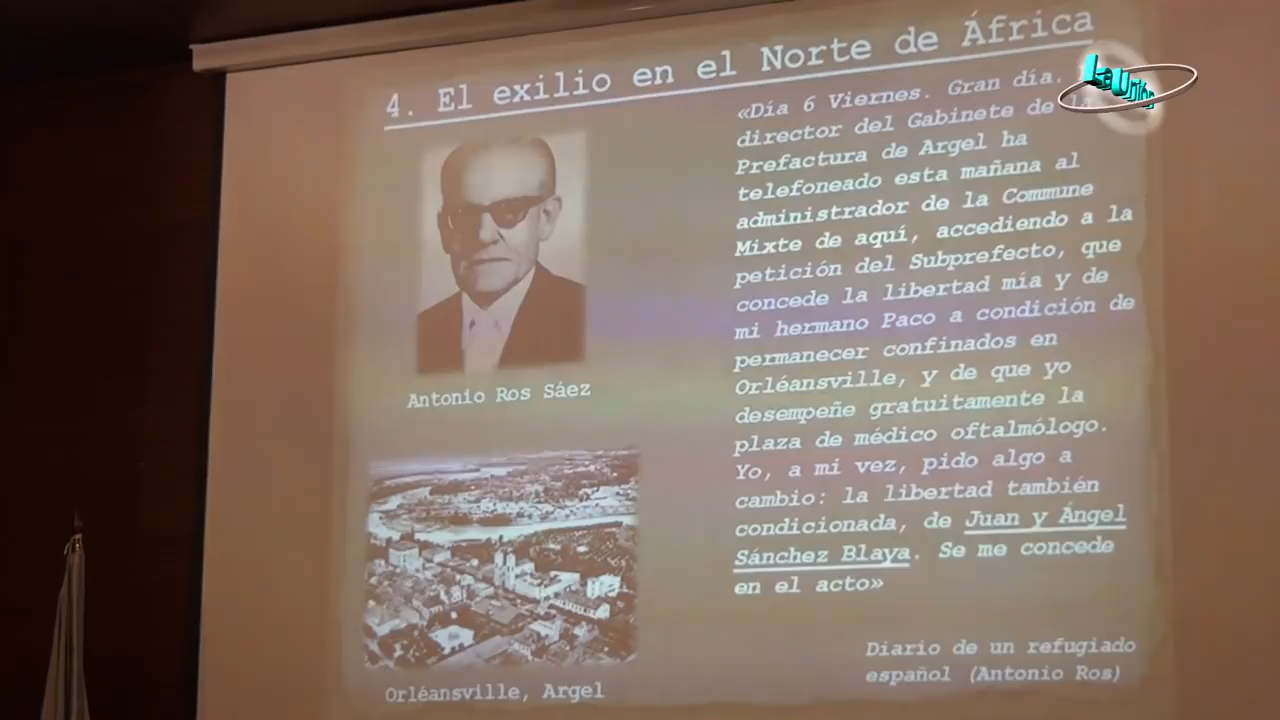 4. El exilio en el Norte de África
La Unión
«Día 6 Viernes. Gran día.
director del Gabinete de la
Prefactura de Argel ha
telefoneado esta mañana al
administrador de la Commune
Mixte de aquí, accediendo a la
petición del Subprefecto, que
concede la libertad mía y de
mi hermano Paco a condición de
permanecer confinados en
Orléansville, y de que yo
desempeñe gratuitamente la
plaza de médico oftalmólogo.
Yo, a mi vez, pido algo a
cambio: la libertad también
condicionada, de Juan y Ángel
Sánchez Blaya. Se me concede
en el acto»
Antonio Ros Sáez
Orléansville, Argel
Diario de un refugiado
español (Antonio Ros)